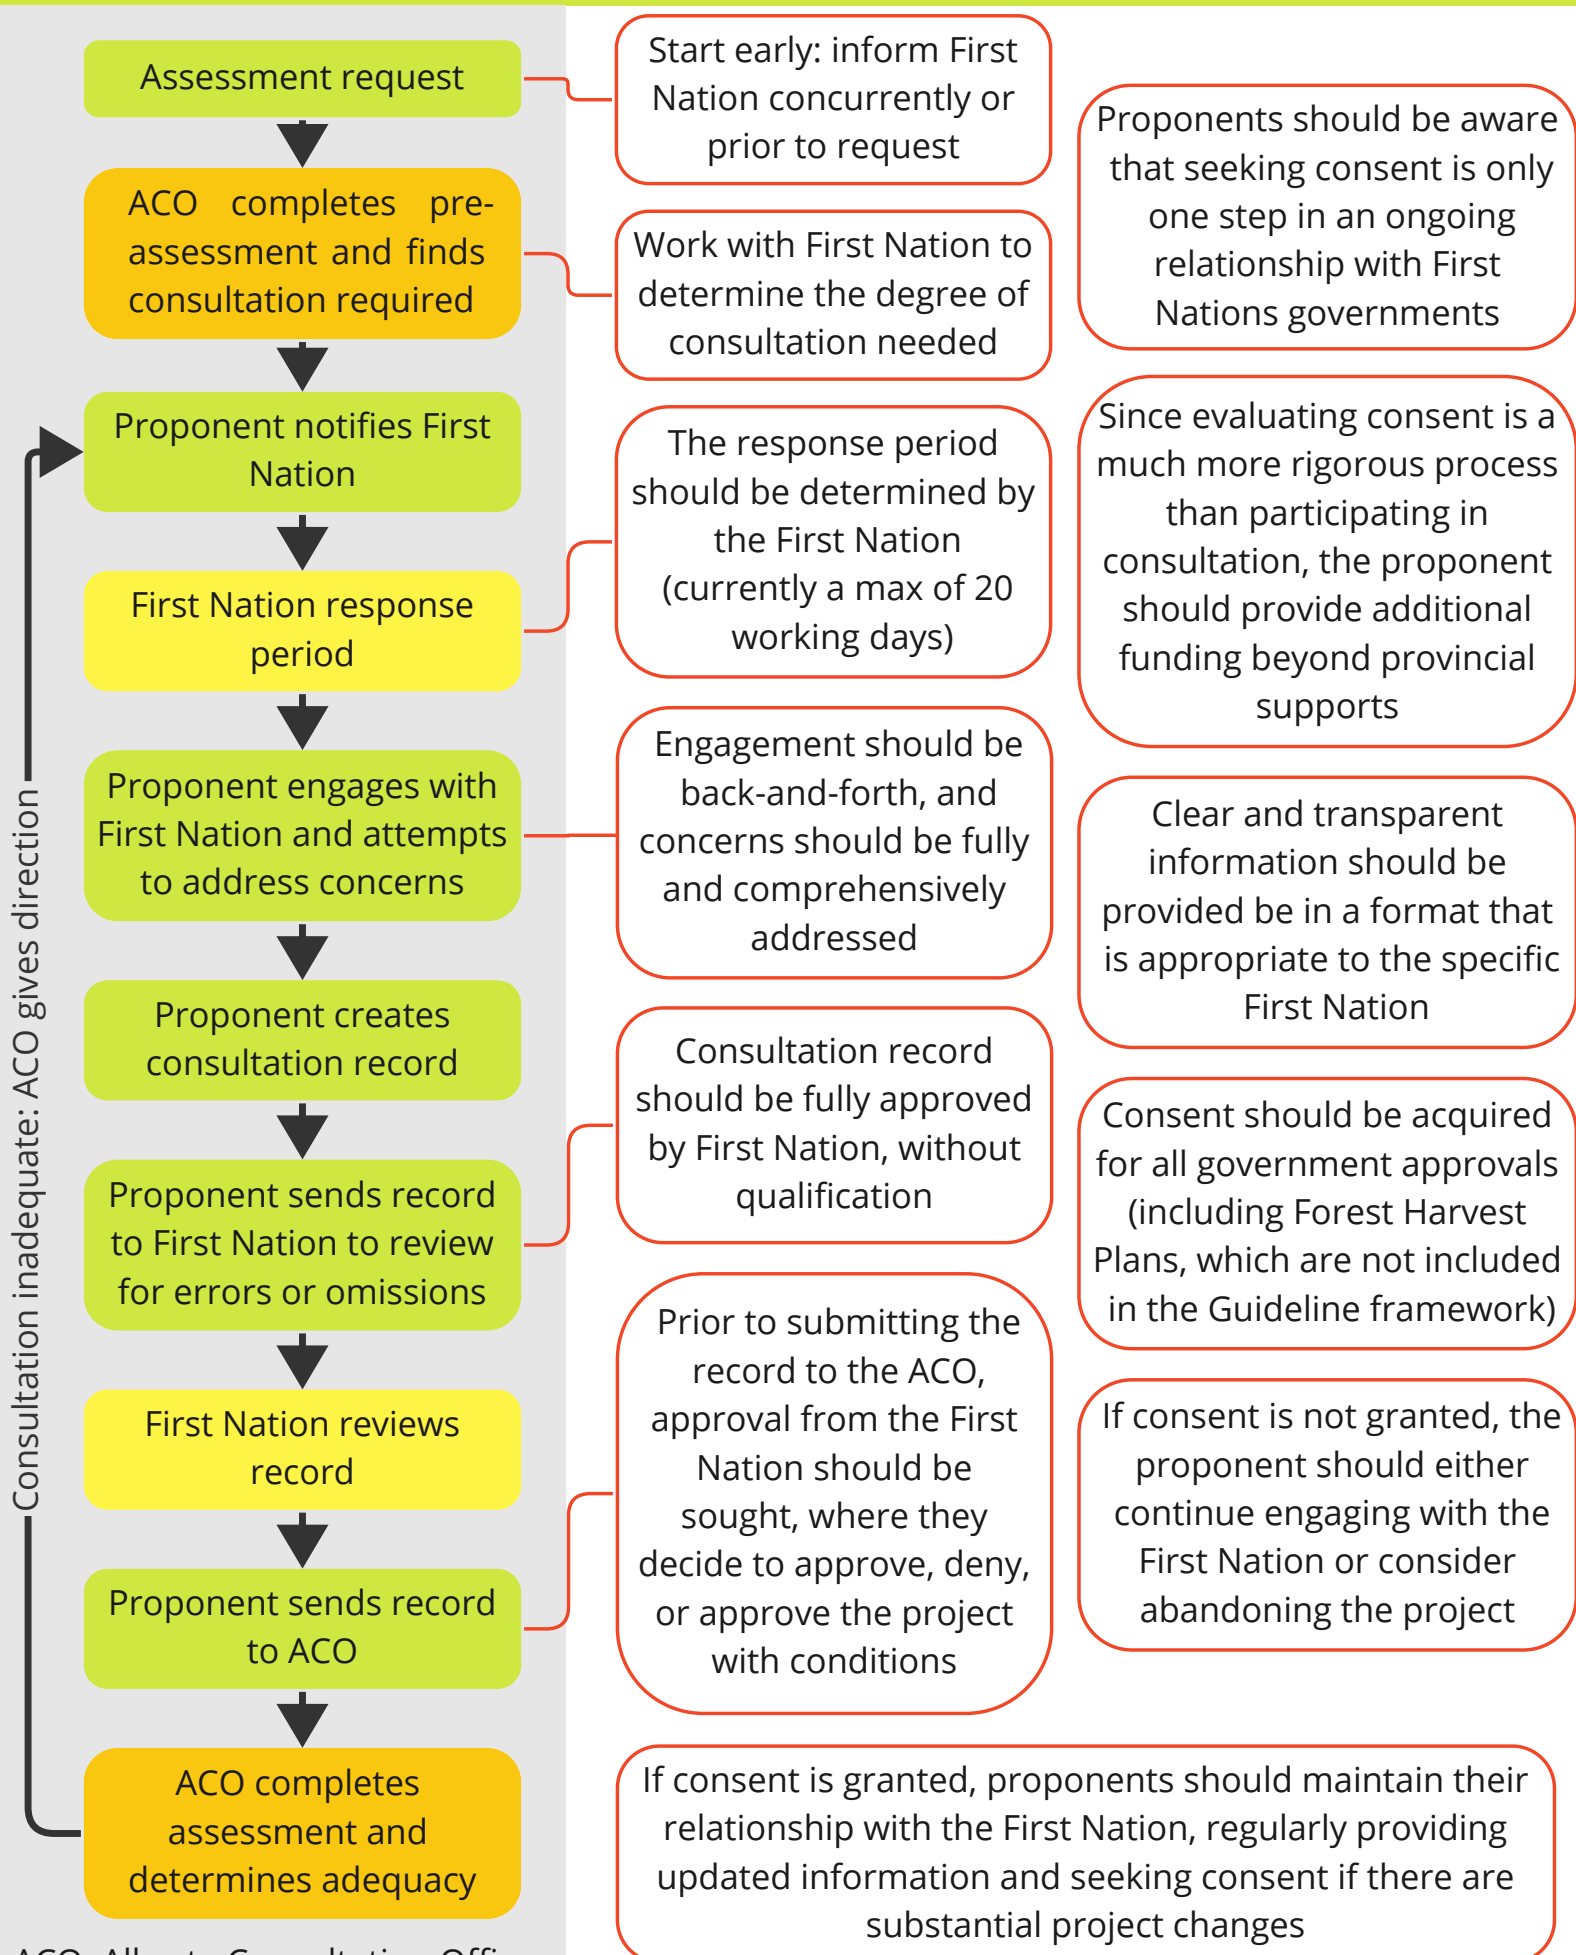 Assessment request
ACO completes pre-
assessment and finds
consultation required
Proponent notifies First
Nation
First Nation response
period
Proponent engages with
First Nation and attempts
to address concerns
Proponent creates
consultation record
Proponent sends record
to First Nation to review
for errors or omissions
First Nation reviews
record
Proponent sends record
to ACO
ACO completes
assessment and
determines adequacy
Consultation inadequate: ACO gives direction
Start early: inform First
Nation concurrently or
prior to request
Work with First Nation to
determine the degree of
consultation needed
The response period
should be determined by
the First Nation
(currently a max of 20
working days)
Engagement should be
back-and-forth, and
concerns should be fully
and comprehensively
addressed
Consultation record
should be fully approved
by First Nation, without
qualification
Prior to submitting the
record to the ACO,
approval from the First
Nation should be
sought, where they
decide to approve, deny,
or approve the project
with conditions
Proponents should be aware
that seeking consent is only
one step in an ongoing
relationship with First
Nations governments
Since evaluating consent is a
much more rigorous process
than participating in
consultation, the proponent
should provide additional
funding beyond provincial
supports
Clear and transparent
information should be
provided be in a format that
is appropriate to the specific
First Nation
Consent should be acquired
for all government approvals
(including Forest Harvest
Plans, which are not included
in the Guideline framework)
If consent is not granted, the
proponent should either
continue engaging with the
First Nation or consider
abandoning the project
If consent is granted, proponents should maintain their
relationship with the First Nation, regularly providing
updated information and seeking consent if there are
substantial project changes